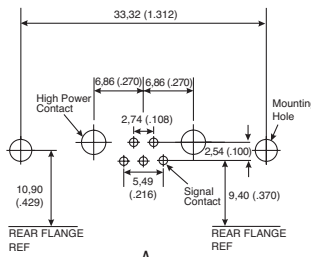 33,32 (1.312)
6,86 (.270)
6,86 (.270)
High Power
Contact
2,74 (.108)
Mounting
Hole
2,54 (.100)
10,90
(.429)
5,49
(.216)
Signal
Contact
9,40 (.370)
REAR FLANGE
REF
REAR FLANGE
REF
A